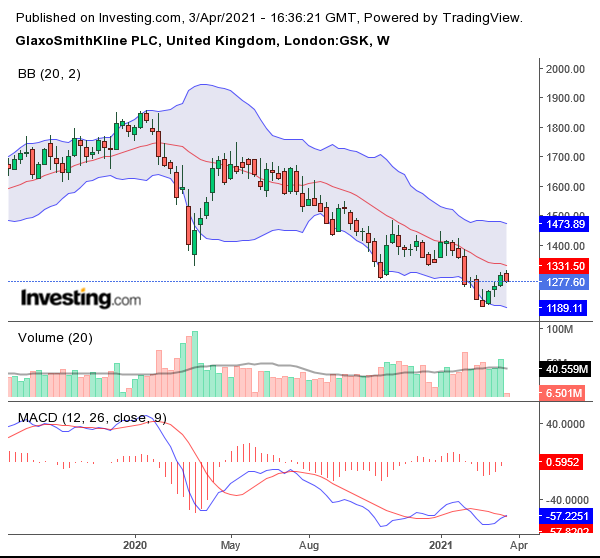 Published on Investing.com, 3/Apr/2021 - 16:36:21 GMT, Powered by TradingView.
GlaxoSmithKline PLC, United Kingdom, London:GSK, W
BB (20, 2)
2000.00
1900.00
1800.00
1700.00
1600.00
1473.89
1400.00
1331.50
1277.60
1189.11
Investing.com
Volume (20)
100M
40.559M
6.501M
MACD (12, 26, close, 9)
40.0000
0.5952
-40.0000
-57.2251
2020
May
Aug
2021
Apr